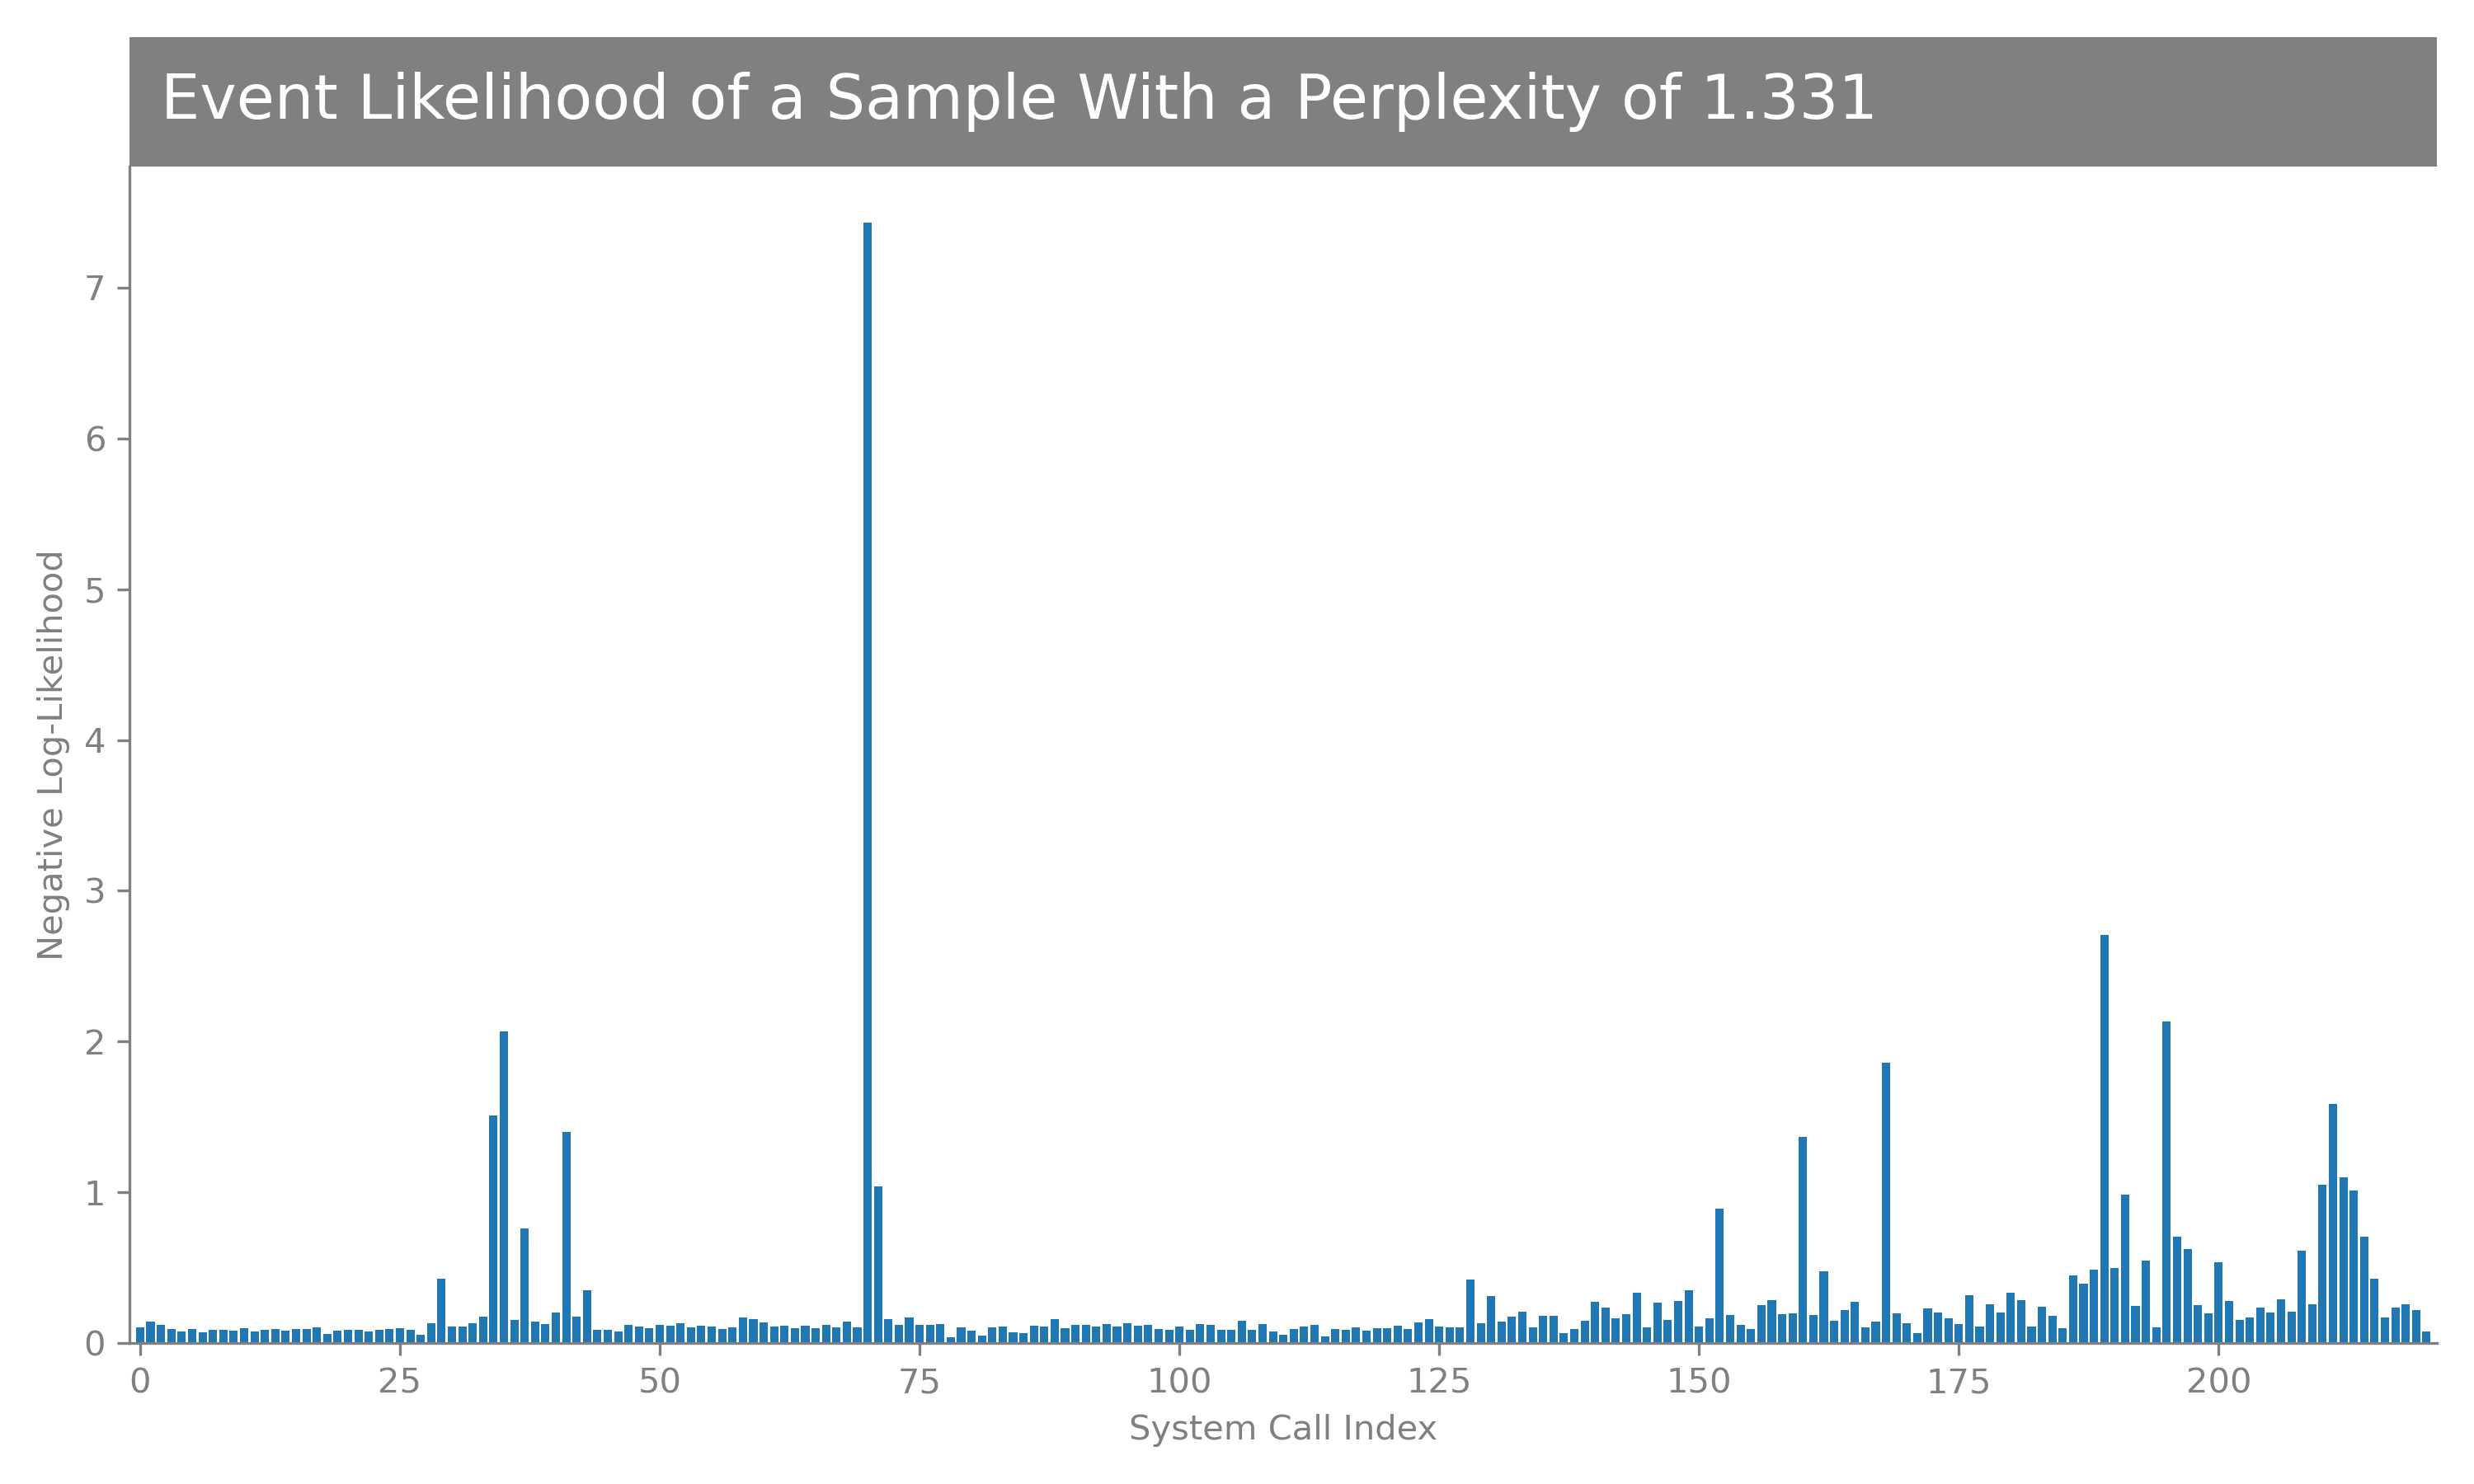 Event Likelihood of a Sample With a Perplexity of 1.331
Negative Log-Likelihood
7
6
5
4
3
2
1
0
0 25 50 75 100 125 150 175 200
System Call Index